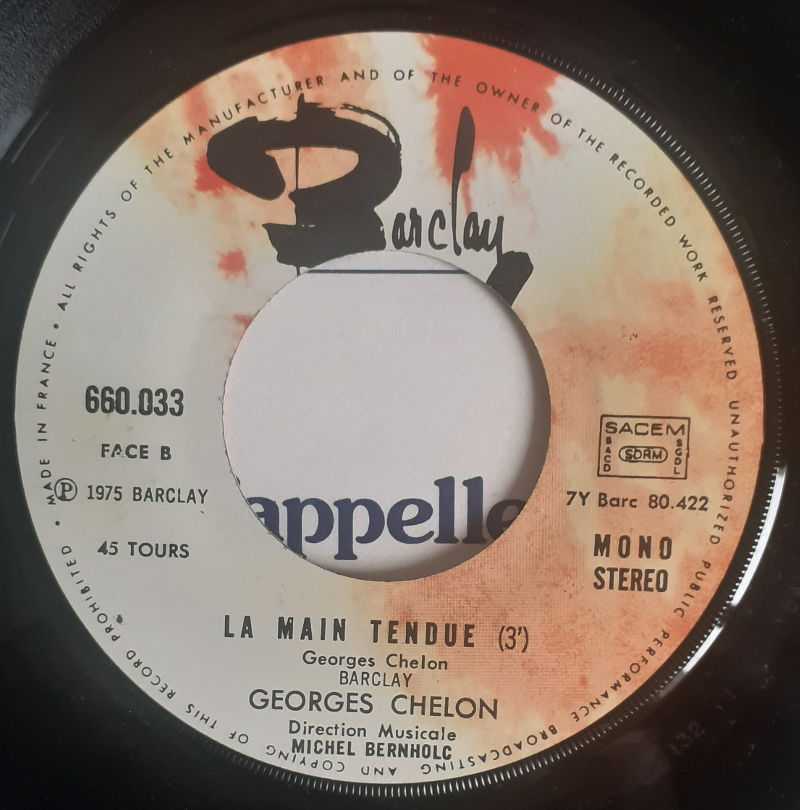 MADE IN FRANCE • ALL RIGHTS OF THE MANUFACTURER AND OF THE OWNER OF THE RECORDED WORK RESERVED UNAUTHORIZED PUBLIC PERFORMANCE BROADCASTING AND COPYING OF THIS RECORD PROHIBITED •
Barclay
660.033
FACE B
℗ 1975 BARCLAY
45 TOURS
SACEM
SACD SDRM SGDL
7Y Barc 80.422
MONO
STEREO
appelle
LA MAIN TENDUE (3')
Georges Chelon
BARCLAY
GEORGES CHELON
Direction Musicale
MICHEL BERNHOLC